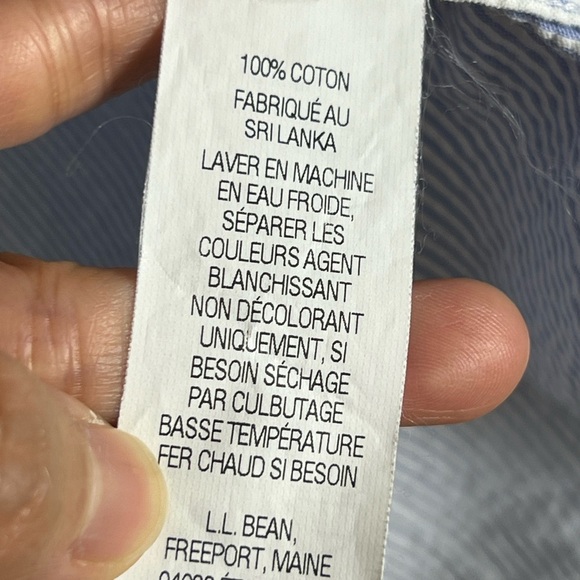 100% COTON
FABRIQUÉ AU
SRI LANKA
LAVER EN MACHINE
EN EAU FROIDE,
SÉPARER LES
COULEURS AGENT
BLANCHISSANT
NON DÉCOLORANT
UNIQUEMENT, SI
BESOIN SÉCHAGE
PAR CULBUTAGE
BASSE TEMPÉRATURE
FER CHAUD SI BESOIN
L.L. BEAN,
FREEPORT, MAINE